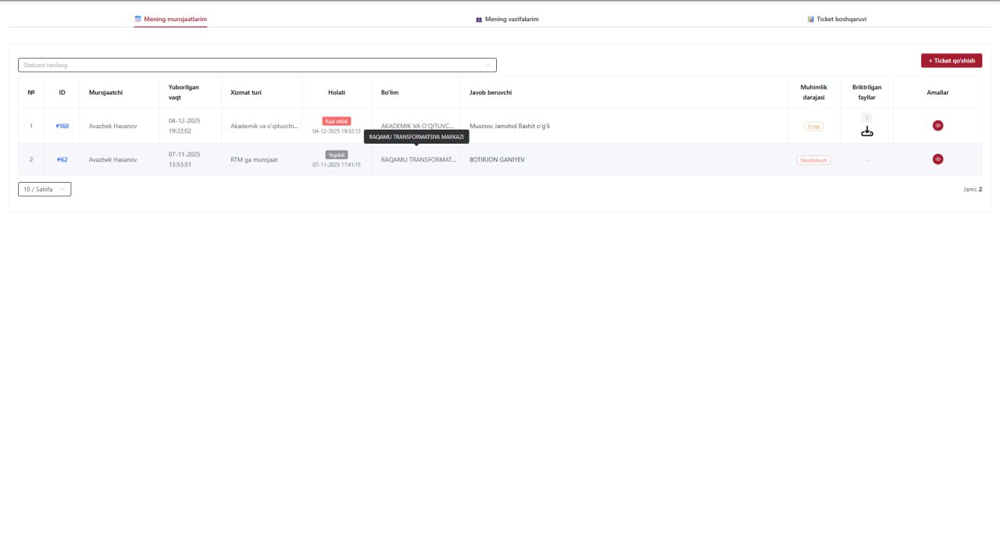 Mening murojaatlarim
Mening vazifalarim
Ticket boshqaruvi
Statusni tanlang
+ Ticket qo'shish
№
ID
Murojaatchi
Yuborilgan
vaqt
Xizmat turi
Holati
Bo'lim
Javob beruvchi
Muhimlik
darajasi
Briktrilgan
fayllar
Amallar
1
#160
Avazbek Hasanov
04-12-2025
19:22:02
Akademik va o'qituvchi...
Rad etildi
04-12-2025 19:32:13
AKADEMIK VA O'QITUVC...
Musinov Jamshid Rashit o'g'li
O'rta
1
RAQAMLI TRANSFORMATSIYA MARKAZI
2
#62
Avazbek Hasanov
07-11-2025
13:53:51
RTM ga murojaat
Yopildi
07-11-2025 17:41:15
RAQAMLI TRANSFORMAT...
BOTIRJON GANIYEV
Shoshilinch
-
10 / Sahifa
Jami: 2